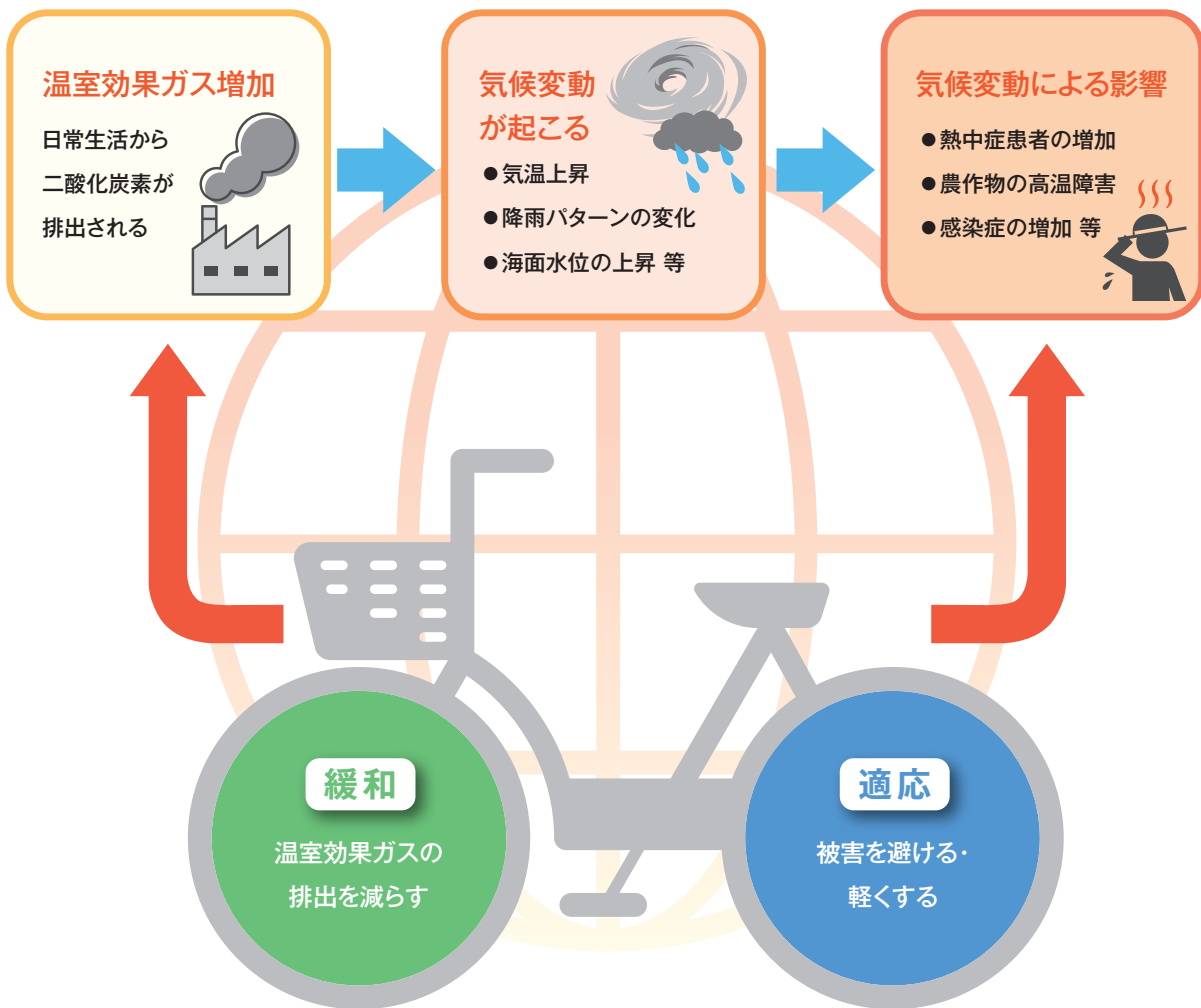 温室効果ガス増加
日常生活から
二酸化炭素が
排出される
気候変動
が起こる
●気温上昇
●降雨パターンの変化
●海面水位の上昇 等
気候変動による影響
●熱中症患者の増加
●農作物の高温障害
●感染症の増加 等
緩和
温室効果ガスの
排出を減らす
適応
被害を避ける・
軽くする